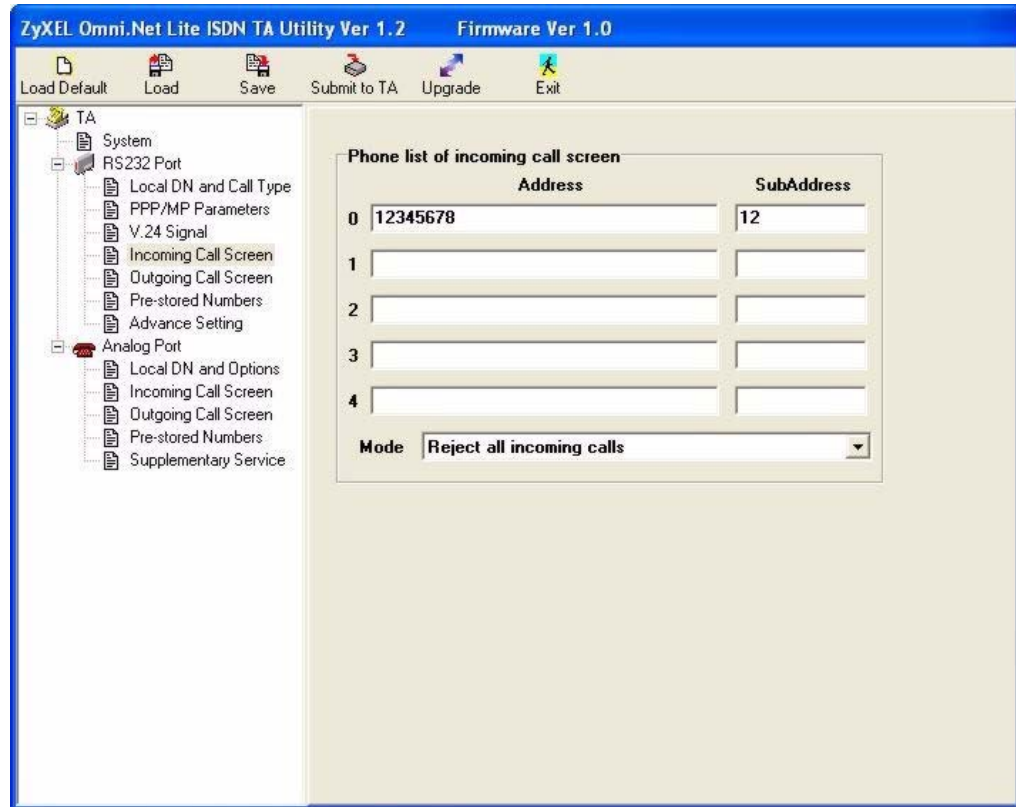 ZyXEL Omni.Net Lite ISDN TA Utility Ver 1.2 Firmware Ver 1.0
Load Default Load Save Submit to TA Upgrade Exit
TA
System
RS232 Port
Local DN and Call Type
PPP/MP Parameters
V.24 Signal
Incoming Call Screen
Outgoing Call Screen
Pre-stored Numbers
Advance Setting
Analog Port
Local DN and Options
Incoming Call Screen
Outgoing Call Screen
Pre-stored Numbers
Supplementary Service
Phone list of incoming call screen
Address SubAddress
0 12345678 12
1
2
3
4
Mode Reject all incoming calls